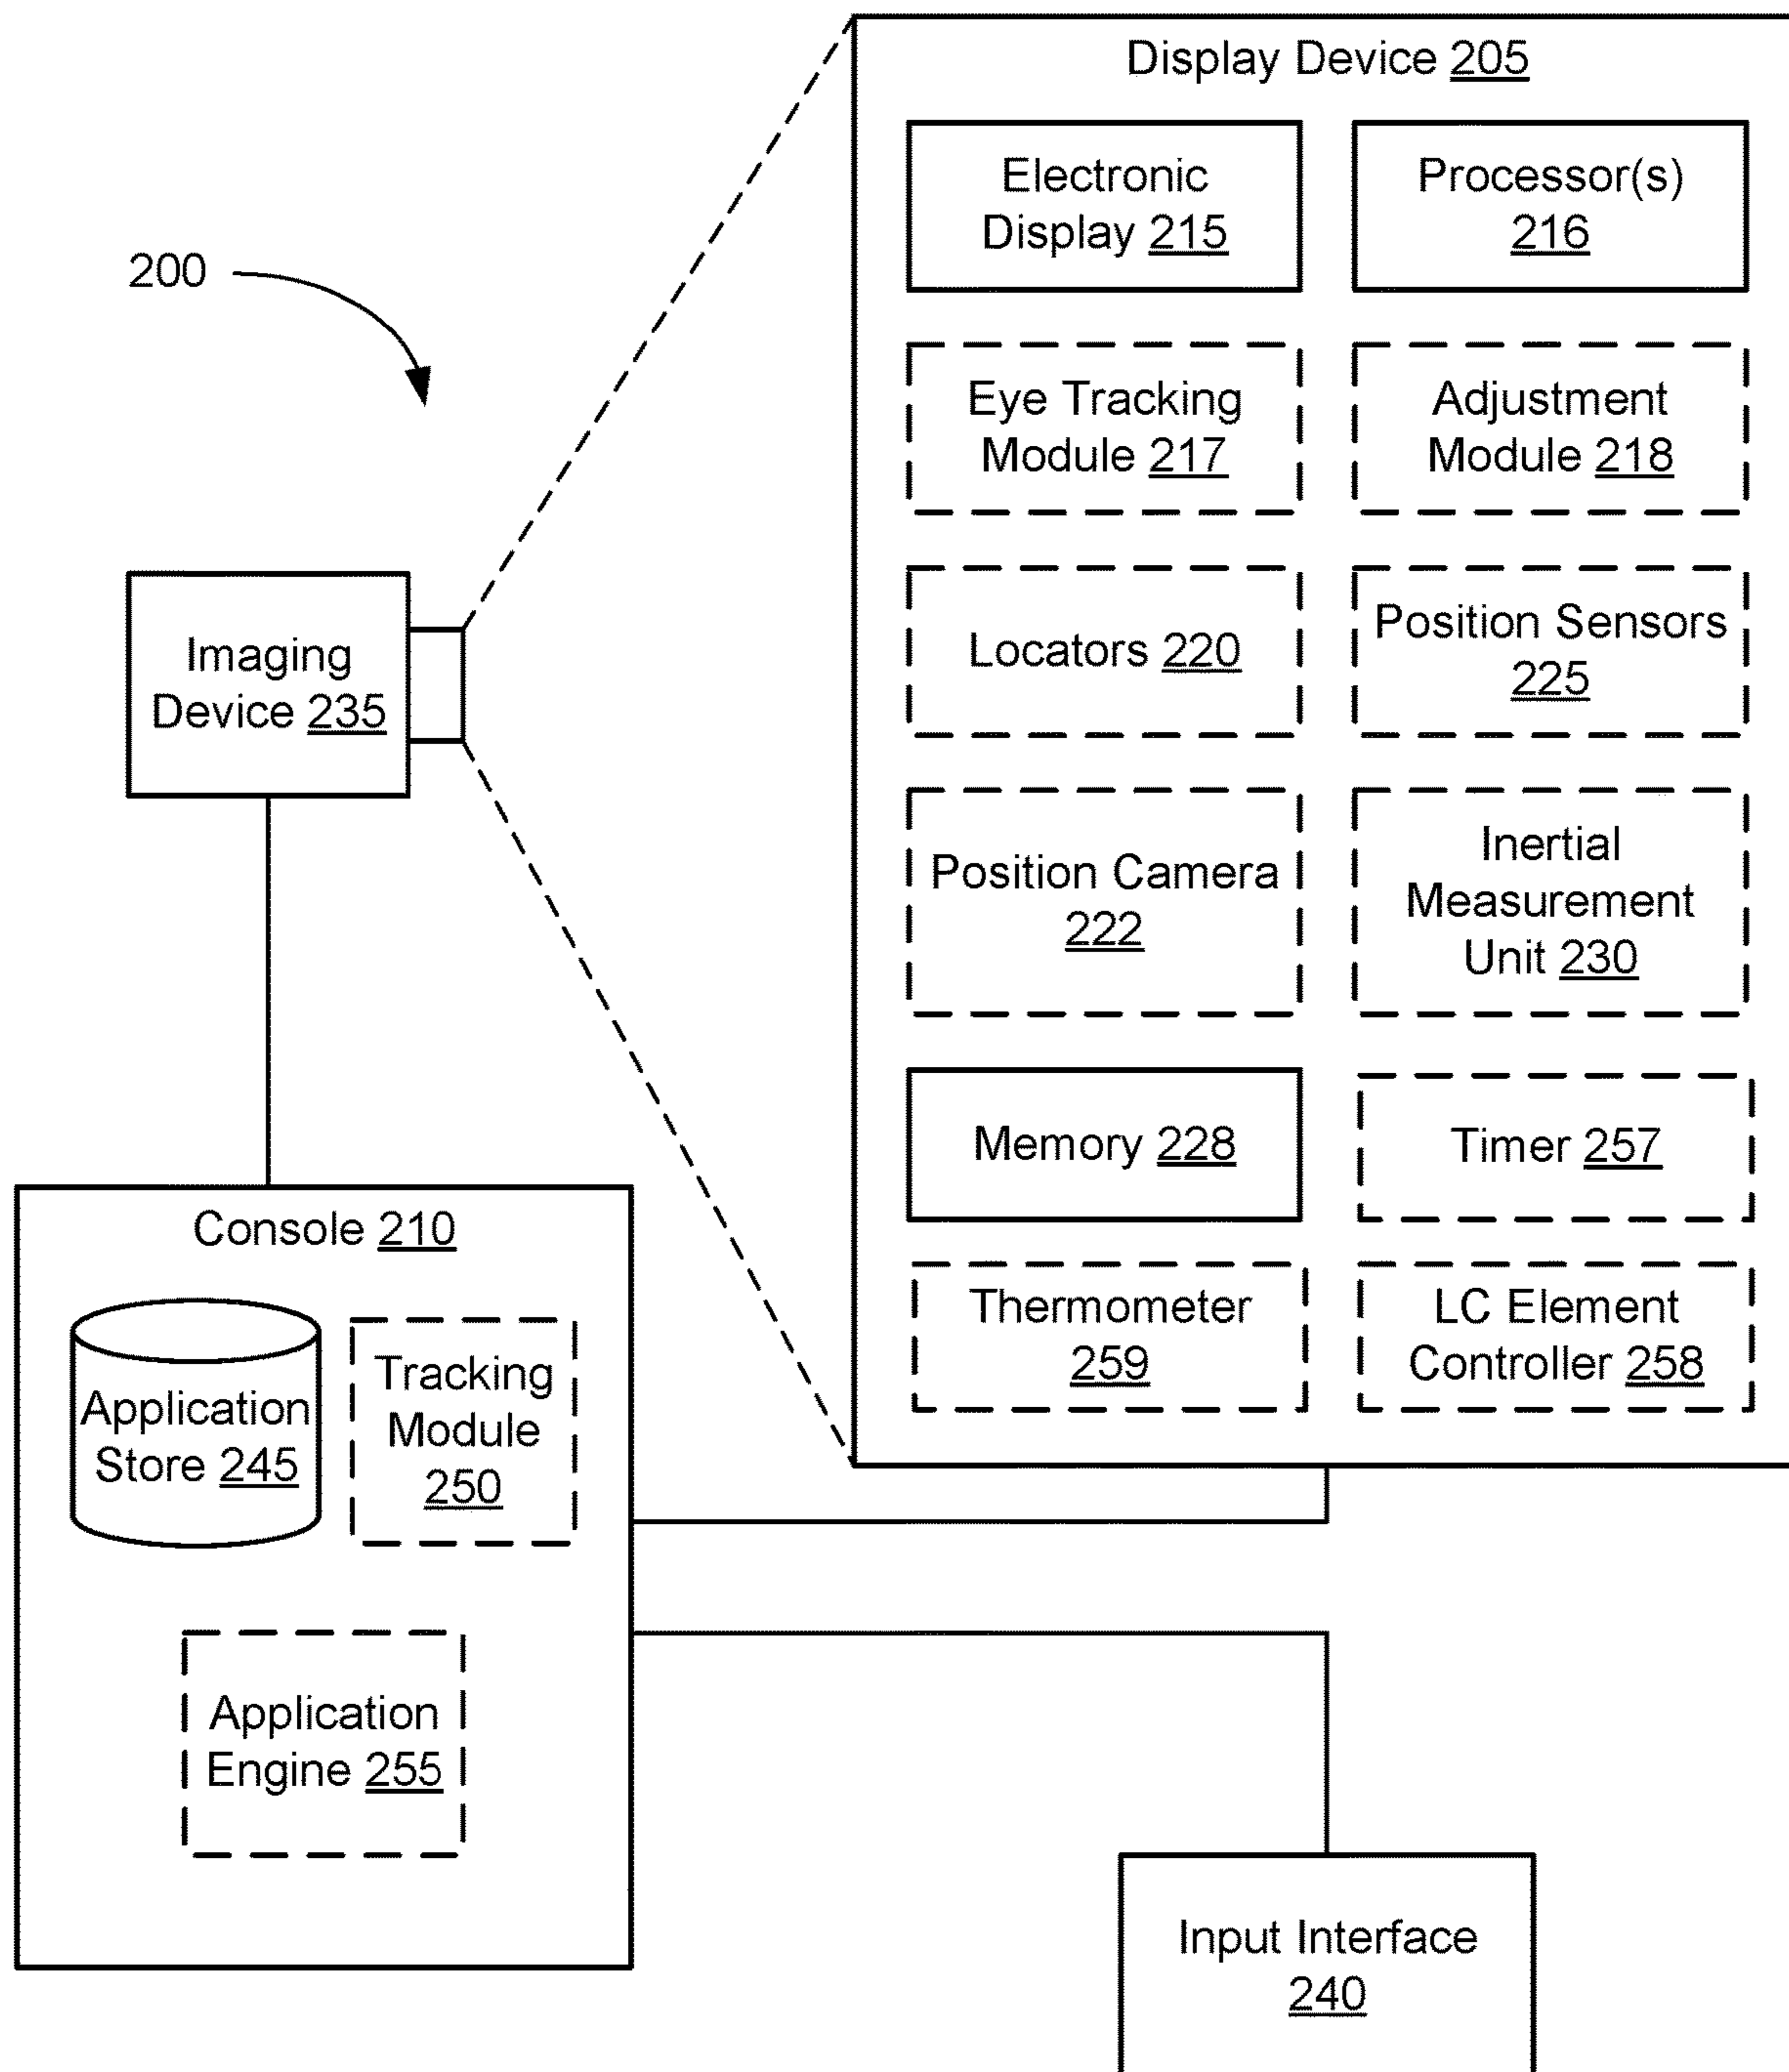 Display Device 205
Electronic
Display 215
Processor(s)
216
200
Eye Tracking
Module 217
Adjustment
Module 218
Imaging
Device 235
Locators 220
Position Sensors
225
Position Camera
222
Inertial
Measurement
Unit 230
Memory 228
Timer 257
Console 210
Thermometer
259
LC Element
Controller 258
Application
Store 245
Tracking
Module
250
Application
Engine 255
Input Interface
240